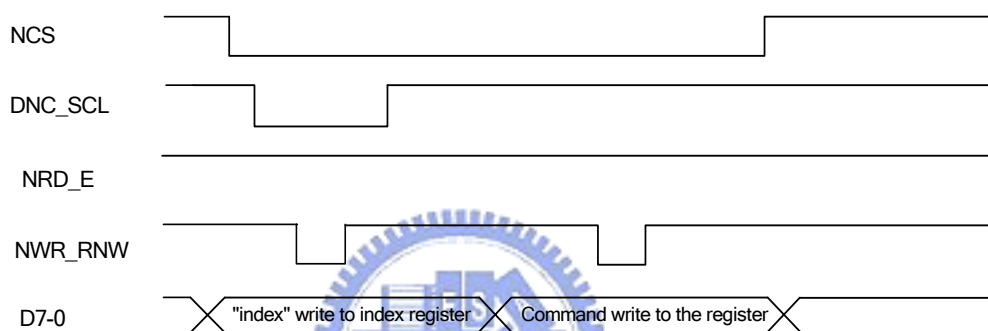 NCS
DNC_SCL
NRD_E
NWR_RNW
D7-0 "index" write to index register Command write to the register